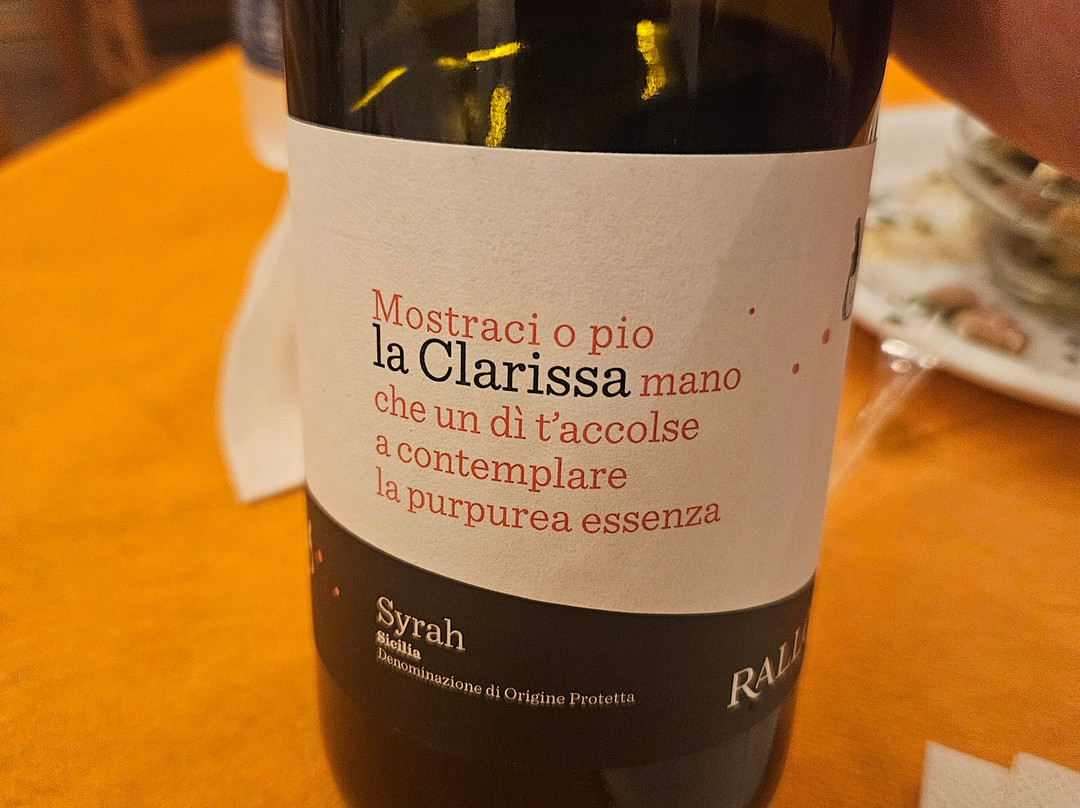 Mostraci o pio
la Clarissa mano
che un dì t'accolse
a contemplare
la purpurea essenza
Syrah
Sicilia
Denominazione di Origine Protetta